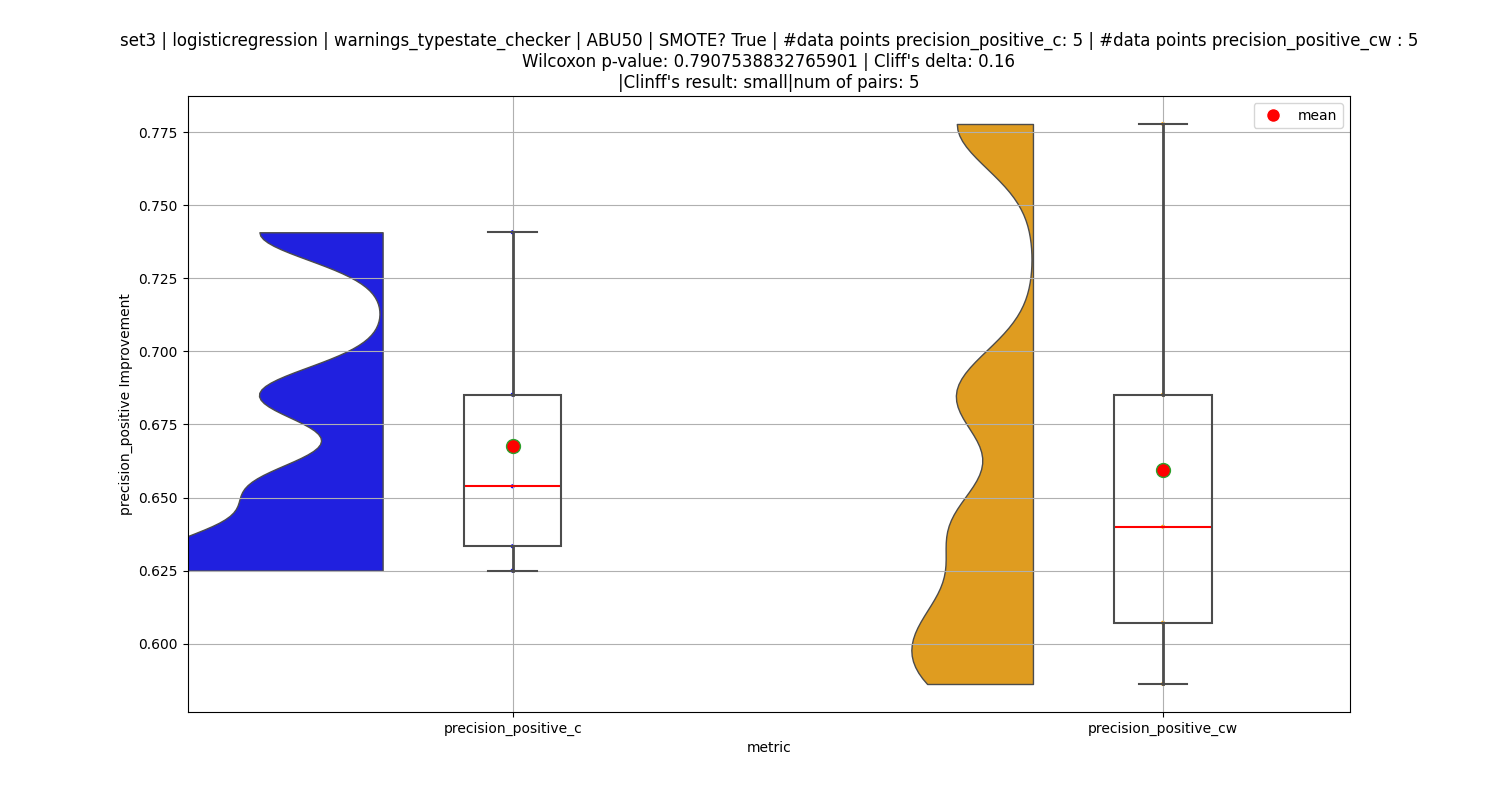 set3 | logisticregression | warnings_typestate_checker | ABU50 | SMOTE? True | #data points precision_positive_c: 5 | #data points precision_positive_cw : 5
Wilcoxon p-value: 0.7907538832765901 | Cliff's delta: 0.16
|Clinff's result: small|num of pairs: 5
mean
0.775
0.750
0.725
0.700
0.675
0.650
0.625
0.600
precision_positive Improvement
precision_positive_c
precision_positive_cw
metric